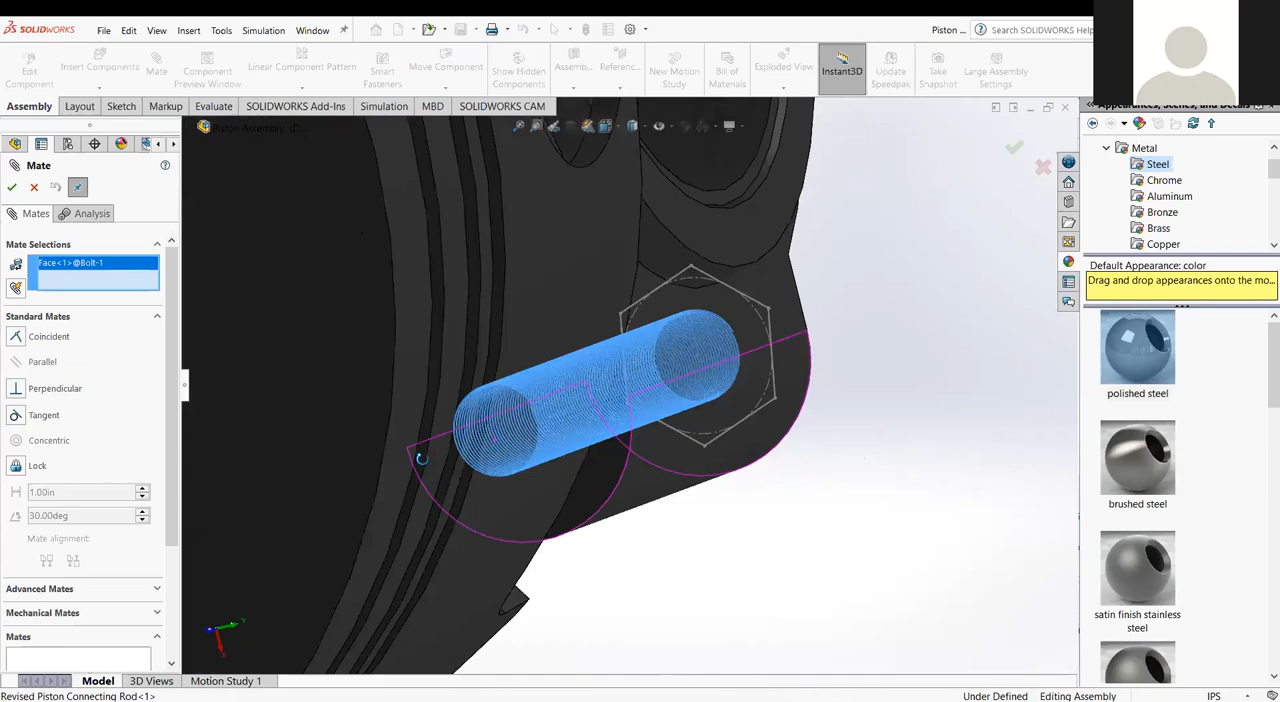 SOLIDWORKS File Edit View Insert Tools Simulation Window Piston ... Search SOLIDWORKS Help
Edit Component
Insert Components
Mate
Component Preview Window
Linear Component Pattern
Smart Fasteners
Move Component
Show Hidden Components
Assemb...
Referenc...
New Motion Study
Bill of Materials
Exploded View
Instant3D
Update Speedpak
Take Snapshot
Large Assembly Settings
Assembly Layout Sketch Markup Evaluate SOLIDWORKS Add-Ins Simulation MBD SOLIDWORKS CAM
Appearances, Scenes, and Decals
Piston Assembly (D...
Mate
Mates Analysis
Mate Selections
Face<1>@Bolt-1
Standard Mates
Coincident
Parallel
Perpendicular
Tangent
Concentric
Lock
1.00in
30.00deg
Mate alignment:
Advanced Mates
Mechanical Mates
Mates
Y
Metal
Steel
Chrome
Aluminum
Bronze
Brass
Copper
Default Appearance: color
Drag and drop appearances onto the mo...
polished steel
brushed steel
satin finish stainless
steel
Model 3D Views Motion Study 1
Revised Piston Connecting Rod<1> Under Defined Editing Assembly IPS